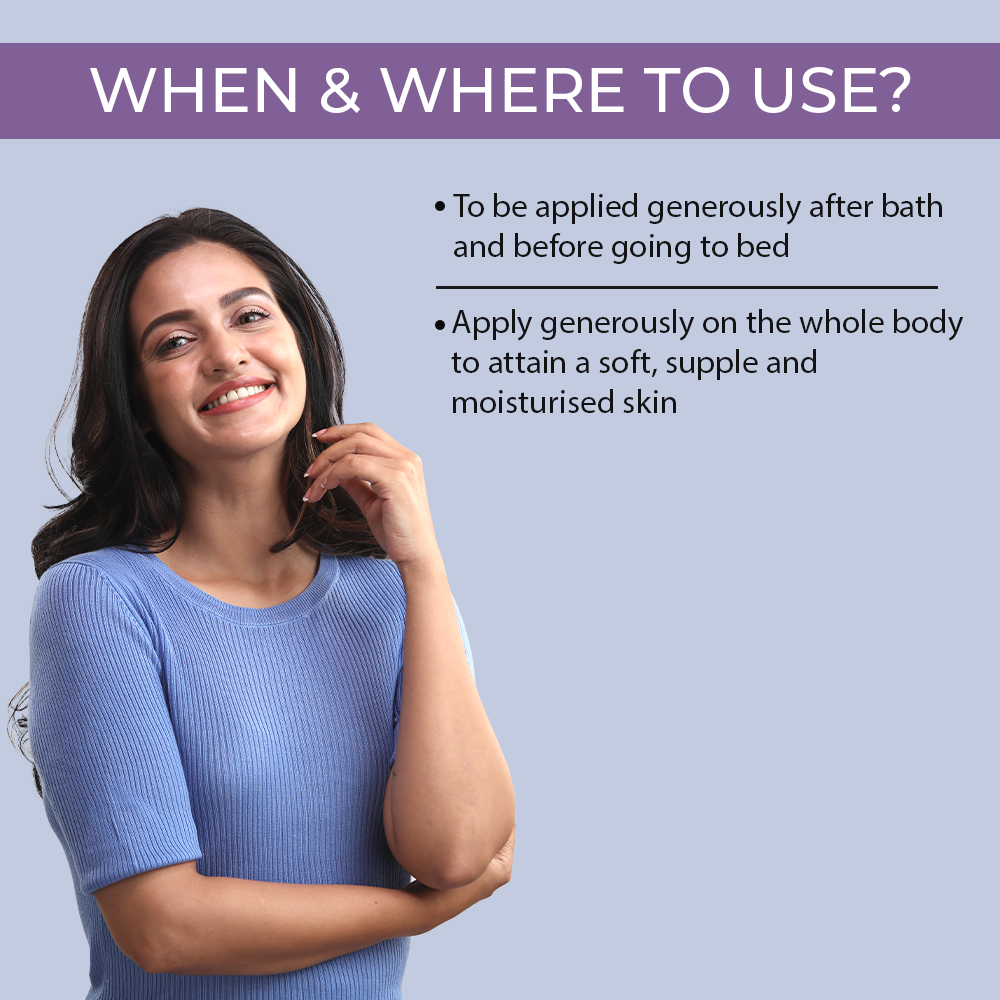 WHEN & WHERE TO USE?
• To be applied generously after bath
and before going to bed
• Apply generously on the whole body
to attain a soft, supple and
moisturised skin